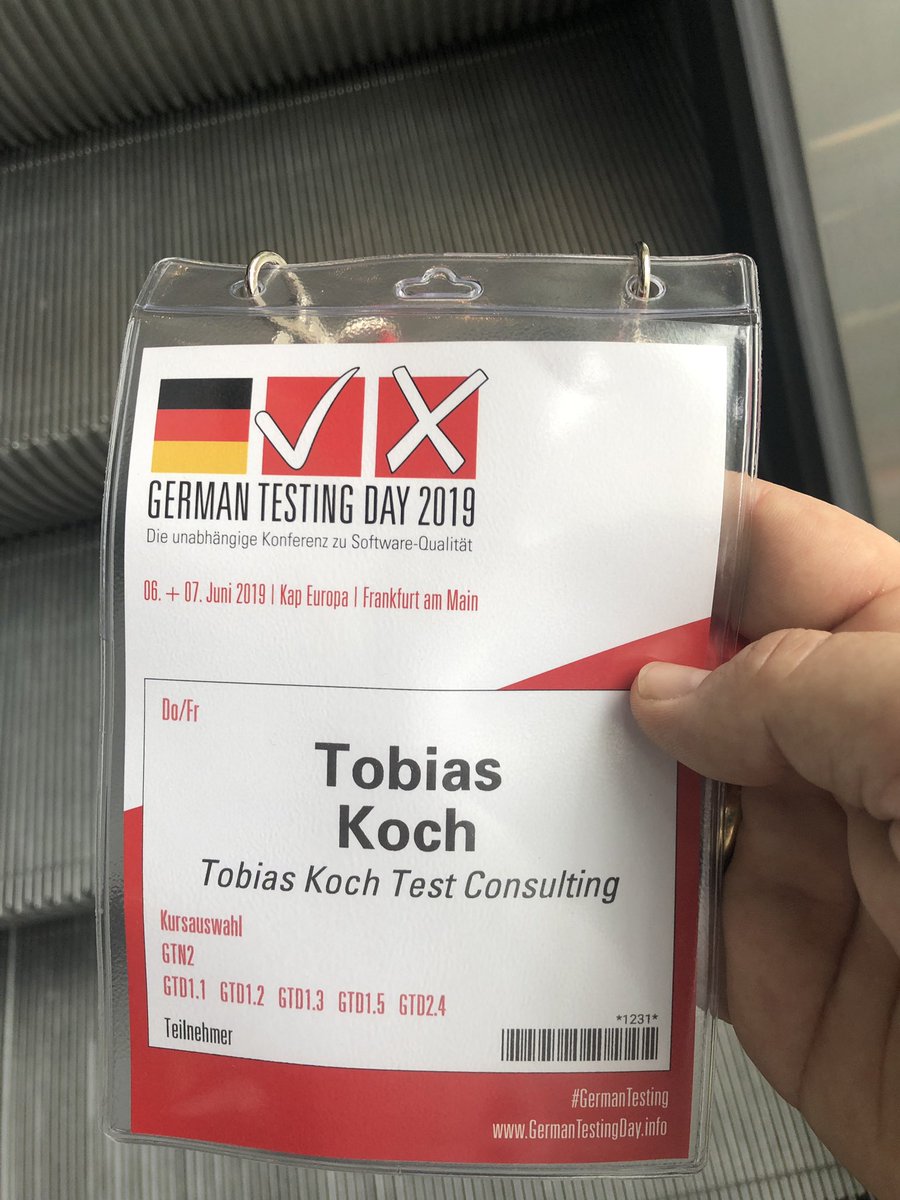 GERMAN TESTING DAY 2019
Die unabhängige Konferenz zu Software-Qualität
06. + 07. Juni 2019 | Kap Europa | Frankfurt am Main
Do/Fr
Tobias
Koch
Tobias Koch Test Consulting
Kursauswahl
GTN2
GTD1.1 GTD1.2 GTD1.3 GTD1.5 GTD2.4
Teilnehmer
*1231*
#GermanTesting
www.GermanTestingDay.info